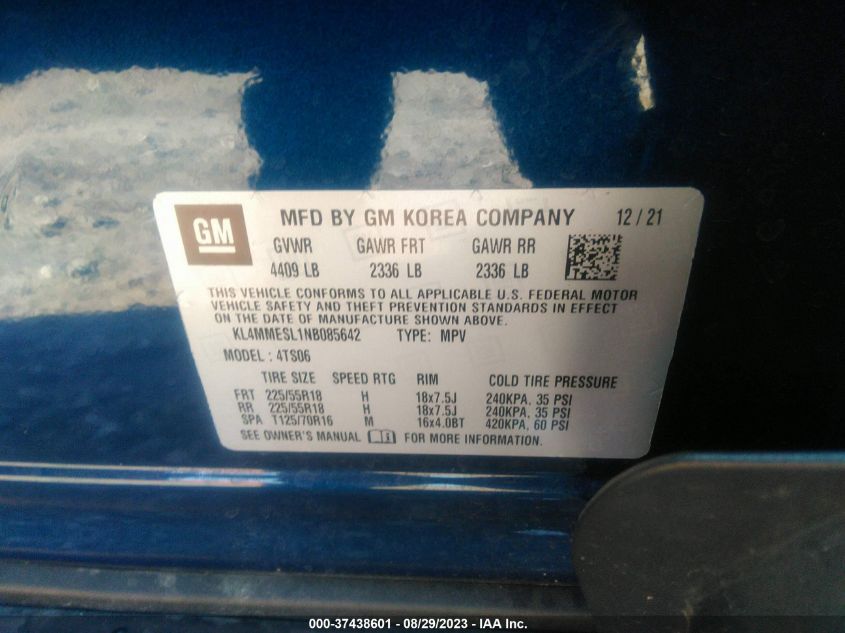 GM MFD BY GM KOREA COMPANY 12 / 21
GVWR GAWR FRT GAWR RR
4409 LB 2336 LB 2336 LB
THIS VEHICLE CONFORMS TO ALL APPLICABLE U.S. FEDERAL MOTOR
VEHICLE SAFETY AND THEFT PREVENTION STANDARDS IN EFFECT
ON THE DATE OF MANUFACTURE SHOWN ABOVE.
KL4MMESL1NB085642 TYPE: MPV
MODEL : 4TS06
TIRE SIZE SPEED RTG RIM COLD TIRE PRESSURE
FRT 225/55R18 H 18x7.5J 240KPA, 35 PSI
RR 225/55R18 H 18x7.5J 240KPA, 35 PSI
SPA T125/70R16 M 16x4.0BT 420KPA, 60 PSI
SEE OWNER'S MANUAL FOR MORE INFORMATION.
000-37438601 - 08/29/2023 - IAA Inc.